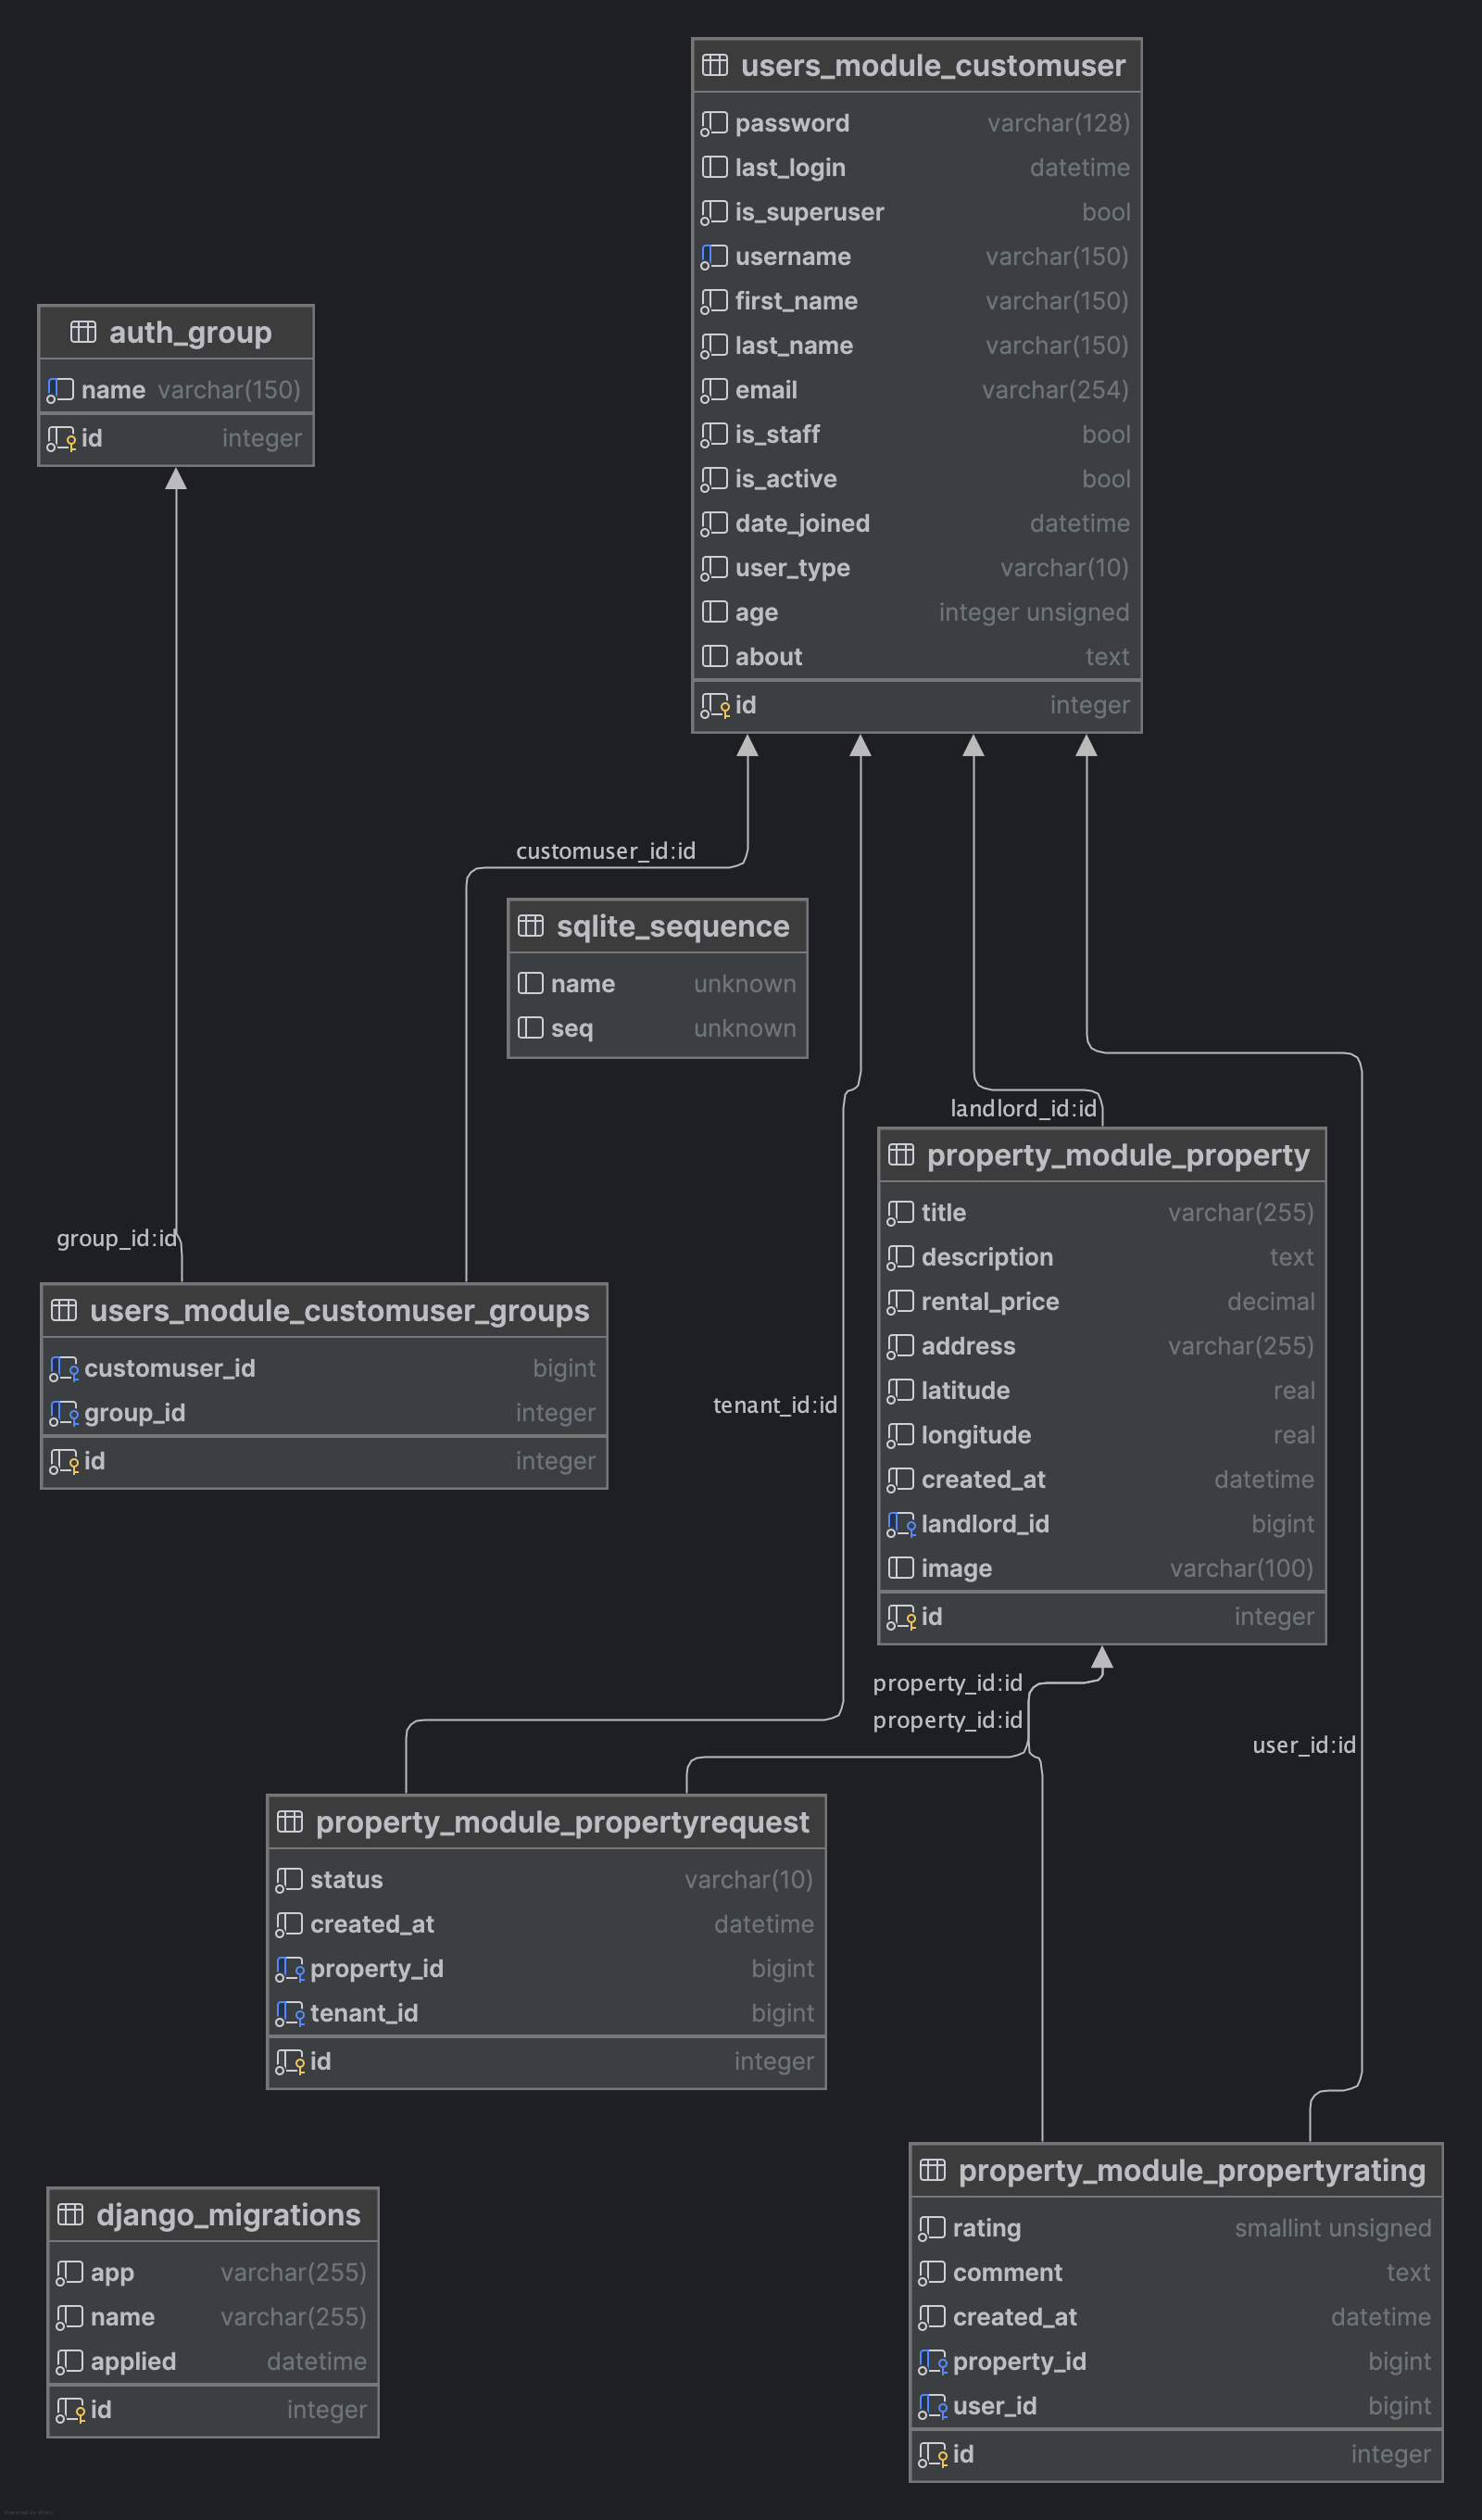 users_module_customuser
password varchar(128)
last_login datetime
is_superuser bool
username varchar(150)
first_name varchar(150)
last_name varchar(150)
email varchar(254)
is_staff bool
is_active bool
date_joined datetime
user_type varchar(10)
age integer unsigned
about text
id integer
auth_group
name varchar(150)
id integer
customuser_id:id
sqlite_sequence
name unknown
seq unknown
landlord_id:id
property_module_property
title varchar(255)
description text
rental_price decimal
address varchar(255)
latitude real
longitude real
created_at datetime
landlord_id bigint
image varchar(100)
id integer
group_id:id
users_module_customuser_groups
customuser_id bigint
group_id integer
id integer
tenant_id:id
property_id:id
property_id:id
user_id:id
property_module_propertyrequest
status varchar(10)
created_at datetime
property_id bigint
tenant_id bigint
id integer
property_module_propertyrating
rating smallint unsigned
comment text
created_at datetime
property_id bigint
user_id bigint
id integer
django_migrations
app varchar(255)
name varchar(255)
applied datetime
id integer
Powered by yFiles